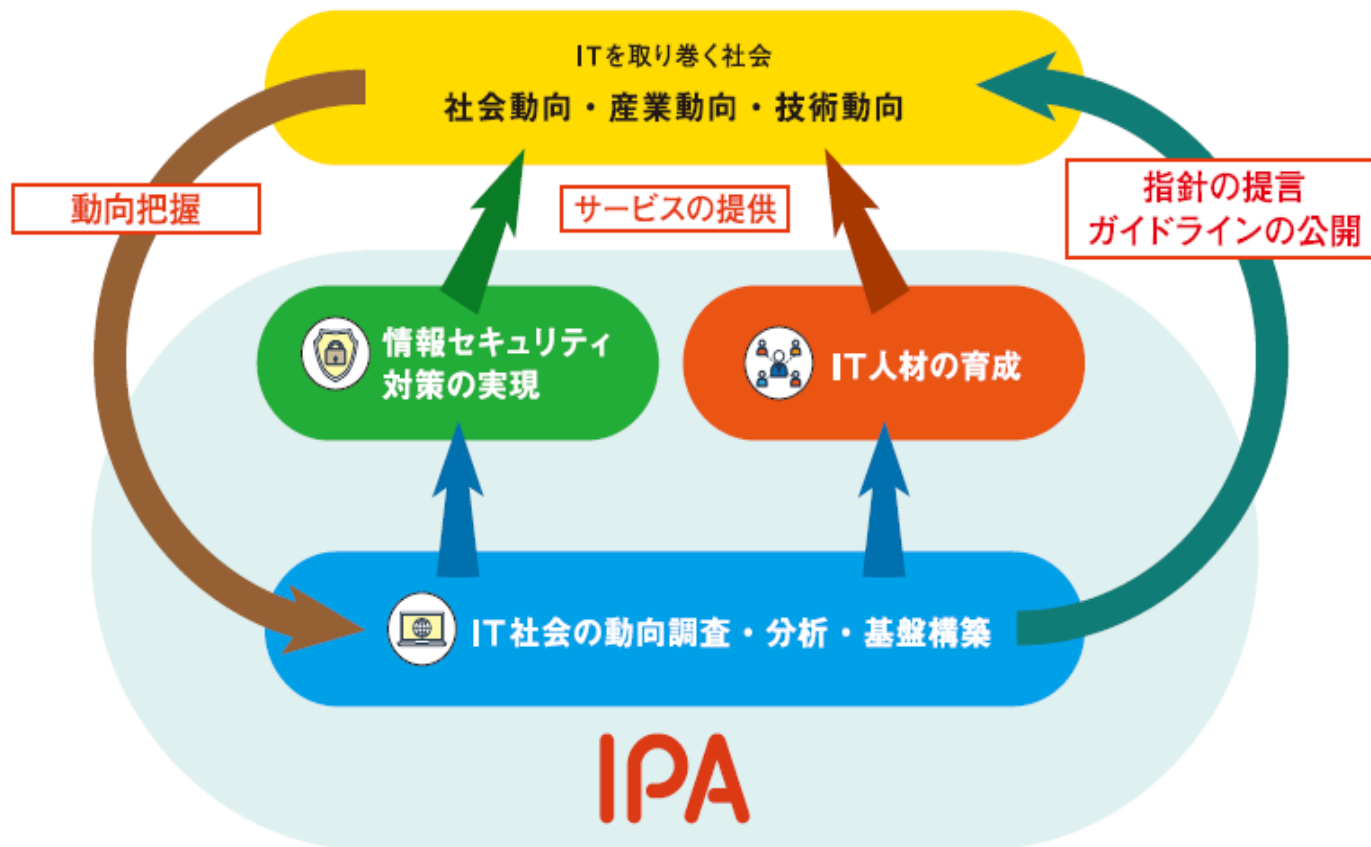 ITを取り巻く社会
社会動向・産業動向・技術動向
動向把握
サービスの提供
指針の提言
ガイドラインの公開
情報セキュリティ
対策の実現
IT人材の育成
IT社会の動向調査・分析・基盤構築
IPA